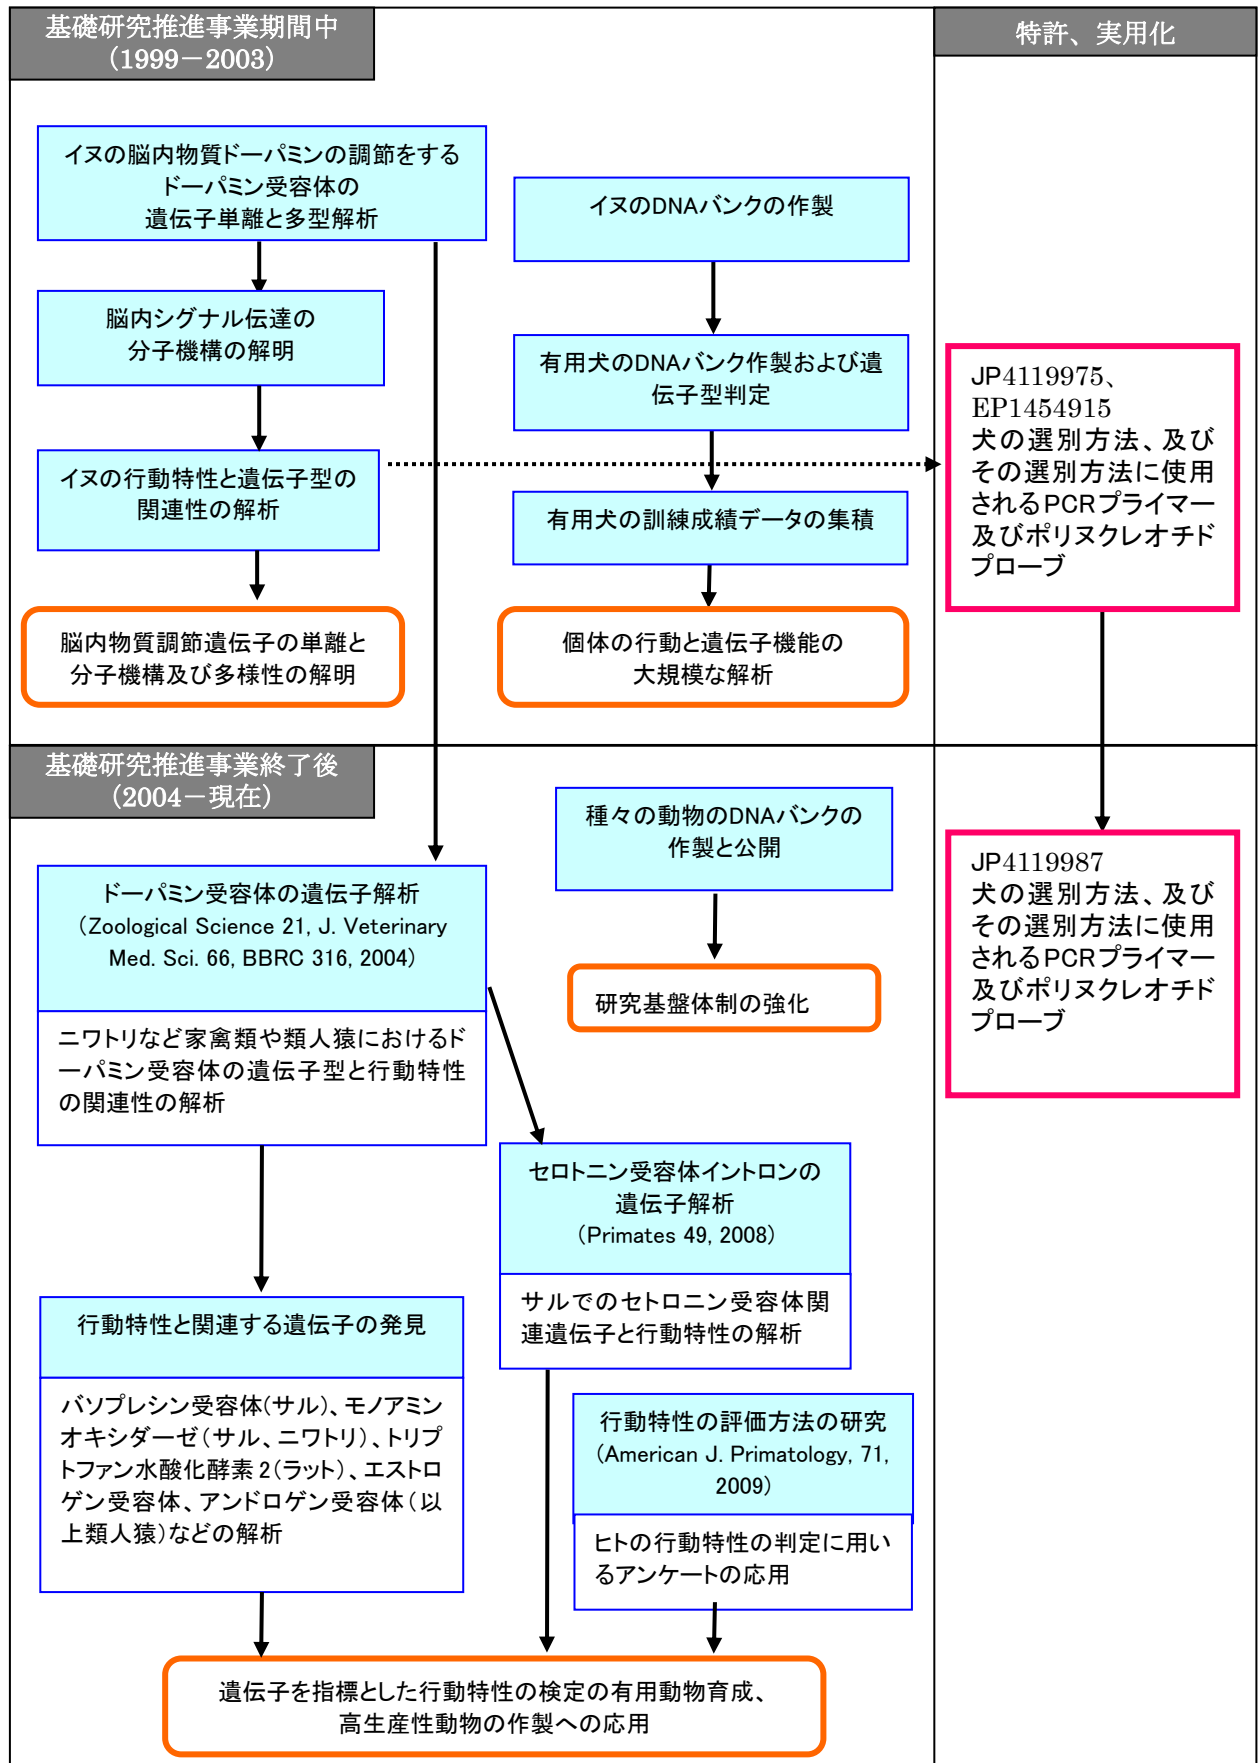 基礎研究推進事業期間中
(1999－2003)
特許、実用化
イヌの脳内物質ドーパミンの調節をする
ドーパミン受容体の
遺伝子単離と多型解析
イヌのDNAバンクの作製
脳内シグナル伝達の
分子機構の解明
有用犬のDNAバンク作製および遺
伝子型判定
イヌの行動特性と遺伝子型の
関連性の解析
有用犬の訓練成績データの集積
JP4119975、
EP1454915
犬の選別方法、及び
その選別方法に使用
されるPCRプライマー
及びポリヌクレオチド
プローブ
脳内物質調節遺伝子の単離と
分子機構及び多様性の解明
個体の行動と遺伝子機能の
大規模な解析
基礎研究推進事業終了後
(2004－現在)
種々の動物のDNAバンクの
作製と公開
ドーパミン受容体の遺伝子解析
(Zoological Science 21, J. Veterinary
Med. Sci. 66, BBRC 316, 2004)
ニワトリなど家禽類や類人猿におけるド
ーパミン受容体の遺伝子型と行動特性
の関連性の解析
研究基盤体制の強化
JP4119987
犬の選別方法、及び
その選別方法に使用
されるPCRプライマー
及びポリヌクレオチド
プローブ
セロトニン受容体イントロンの
遺伝子解析
(Primates 49, 2008)
サルでのセトロニン受容体関
連遺伝子と行動特性の解析
行動特性と関連する遺伝子の発見
バソプレシン受容体(サル)、モノアミン
オキシダーゼ(サル、ニワトリ)、トリプ
トファン水酸化酵素2(ラット)、エストロ
ゲン受容体、アンドロゲン受容体(以
上類人猿)などの解析
行動特性の評価方法の研究
(American J. Primatology, 71,
2009)
ヒトの行動特性の判定に用い
るアンケートの応用
遺伝子を指標とした行動特性の検定の有用動物育成、
高生産性動物の作製への応用